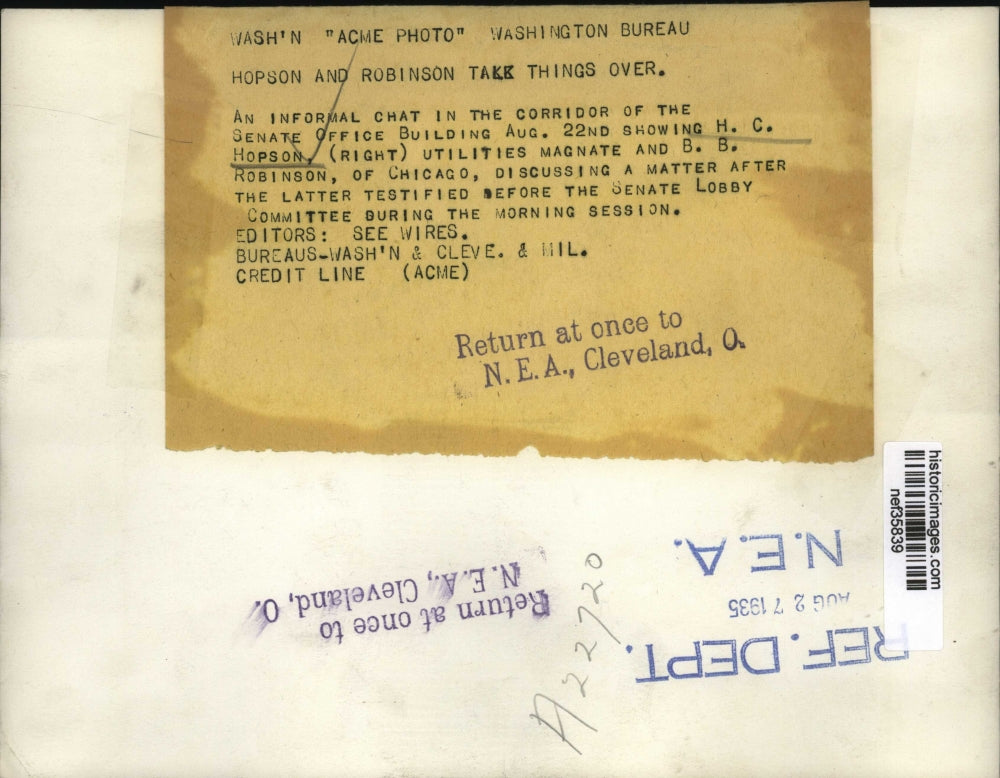 WASH'N "ACME PHOTO" WASHINGTON BUREAU
HOPSON AND ROBINSON TALK THINGS OVER.
AN INFORMAL CHAT IN THE CORRIDOR OF THE
SENATE OFFICE BUILDING AUG. 22ND SHOWING H. C.
HOPSON, (RIGHT) UTILITIES MAGNATE AND B. B.
ROBINSON, OF CHICAGO, DISCUSSING A MATTER AFTER
THE LATTER TESTIFIED BEFORE THE SENATE LOBBY
COMMITTEE DURING THE MORNING SESSION.
EDITORS: SEE WIRES.
BUREAUS-WASH'N & CLEVE. & MIL.
CREDIT LINE (ACME)
Return at once to
N.E.A., Cleveland, O.
historicimages.com
nef35839
N.E.A.
AUG 27 1935
REF. DEPT.
Return at once to
N.E.A., Cleveland, O.
A22720